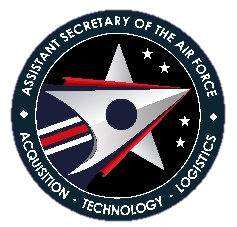 ASSISTANT SECRETARY OF THE AIR FORCE
ACQUISITION - TECHNOLOGY - LOGISTICS